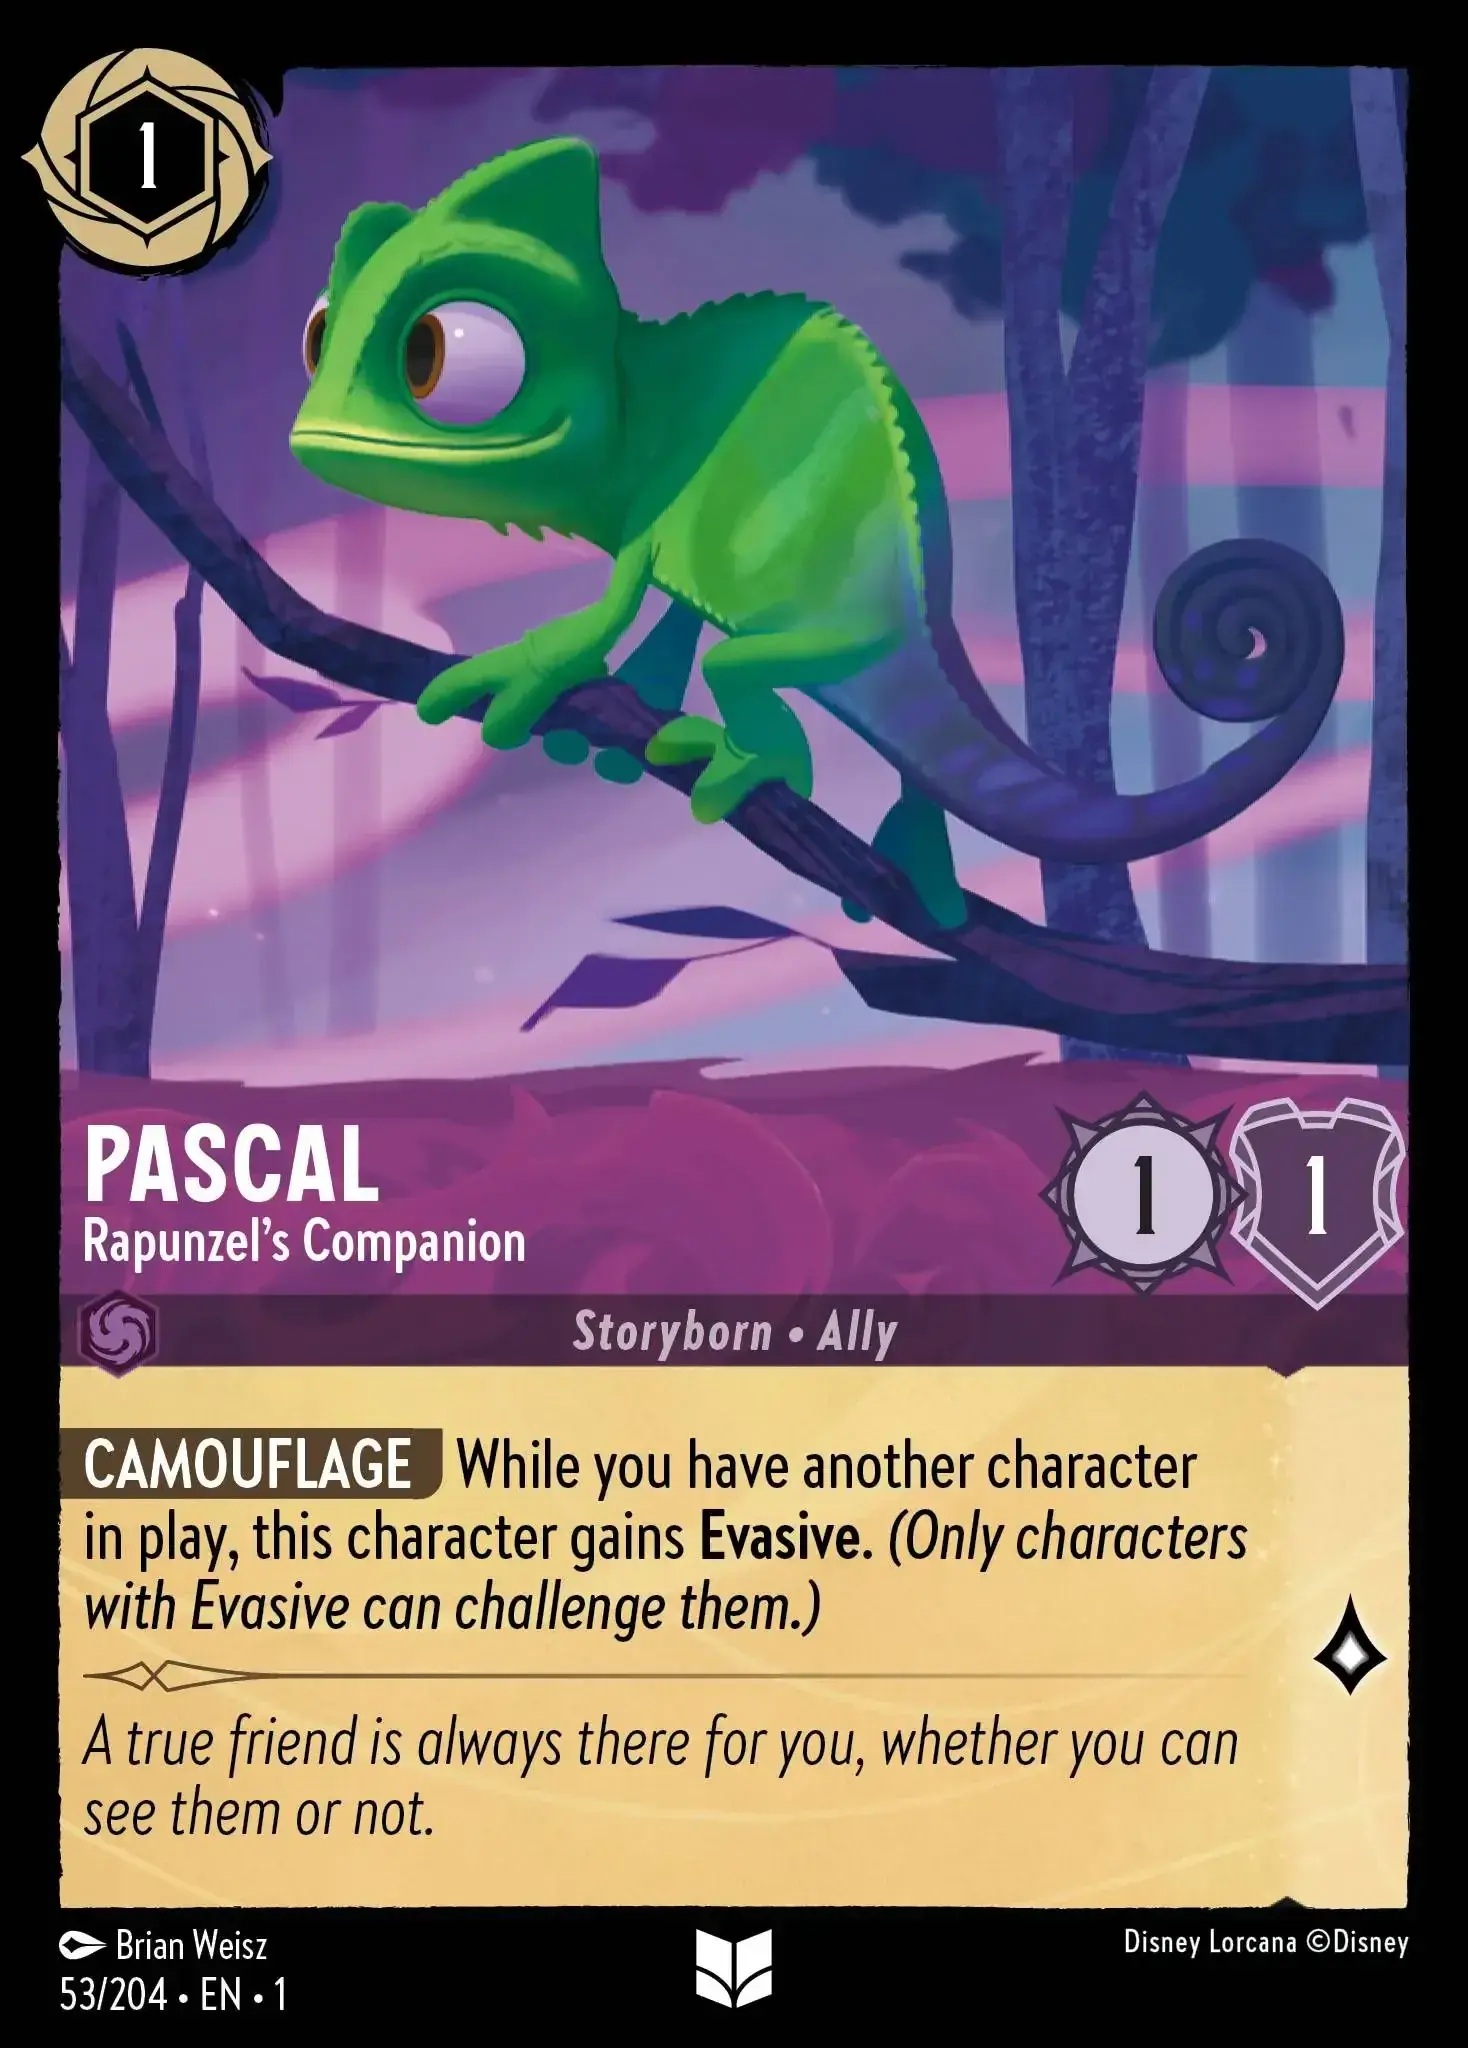 1
PASCAL
Rapunzel's Companion
1
1
Storyborn • Ally
CAMOUFLAGE While you have another character
in play, this character gains Evasive. (Only characters
with Evasive can challenge them.)
A true friend is always there for you, whether you can
see them or not.
Brian Weisz
Disney Lorcana ©Disney
53/204 • EN • 1